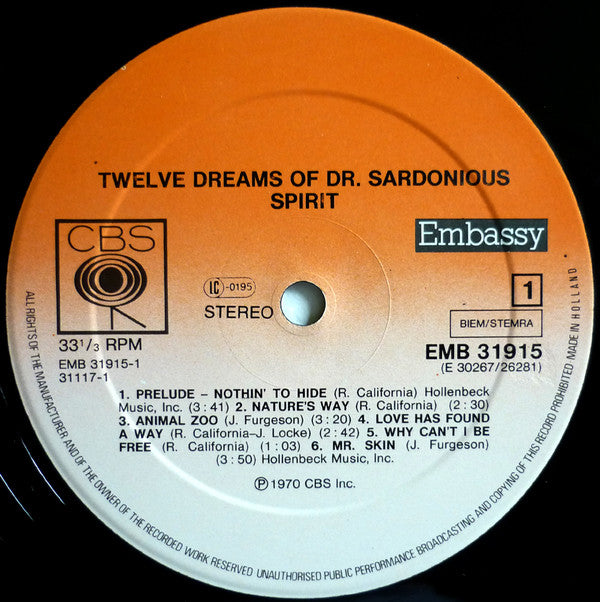 TWELVE DREAMS OF DR. SARDONIOUS
SPIRIT
CBS
Embassy
LC -0195
STEREO
1
BIEM/STEMRA
33 1/3 RPM
EMB 31915-1
31117-1
EMB 31915
(E 30267/26281)
1. PRELUDE – NOTHIN' TO HIDE (R. California) Hollenbeck
Music, Inc. (3:41) 2. NATURE'S WAY (R. California) (2:30)
3. ANIMAL ZOO (J. Furgeson) (3:20) 4. LOVE HAS FOUND
A WAY (R. California–J. Locke) (2:42) 5. WHY CAN'T I BE
FREE (R. California) (1:03) 6. MR. SKIN (J. Furgeson)
(3:50) Hollenbeck Music, Inc.
℗ 1970 CBS Inc.
ALL RIGHTS OF THE MANUFACTURER AND OF THE OWNER OF THE RECORDED WORK RESERVED UNAUTHORISED PUBLIC PERFORMANCE BROADCASTING AND COPYING OF THIS RECORD PROHIBITED MADE IN HOLLAND